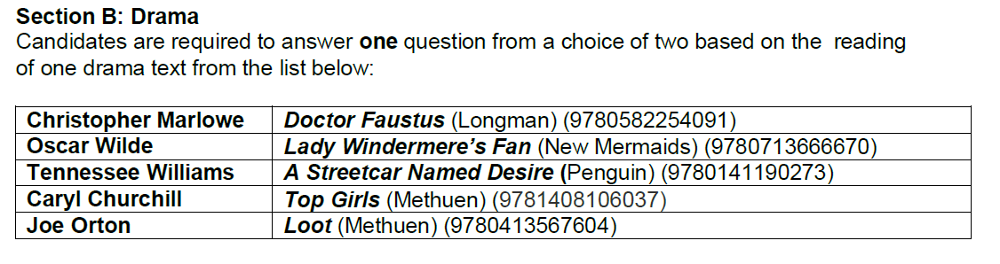 Section B: Drama
Candidates are required to answer one question from a choice of two based on the reading
of one drama text from the list below:
Christopher Marlowe Doctor Faustus (Longman) (9780582254091)
Oscar Wilde Lady Windermere's Fan (New Mermaids) (9780713666670)
Tennessee Williams A Streetcar Named Desire (Penguin) (9780141190273)
Caryl Churchill Top Girls (Methuen) (9781408106037)
Joe Orton Loot (Methuen) (9780413567604)